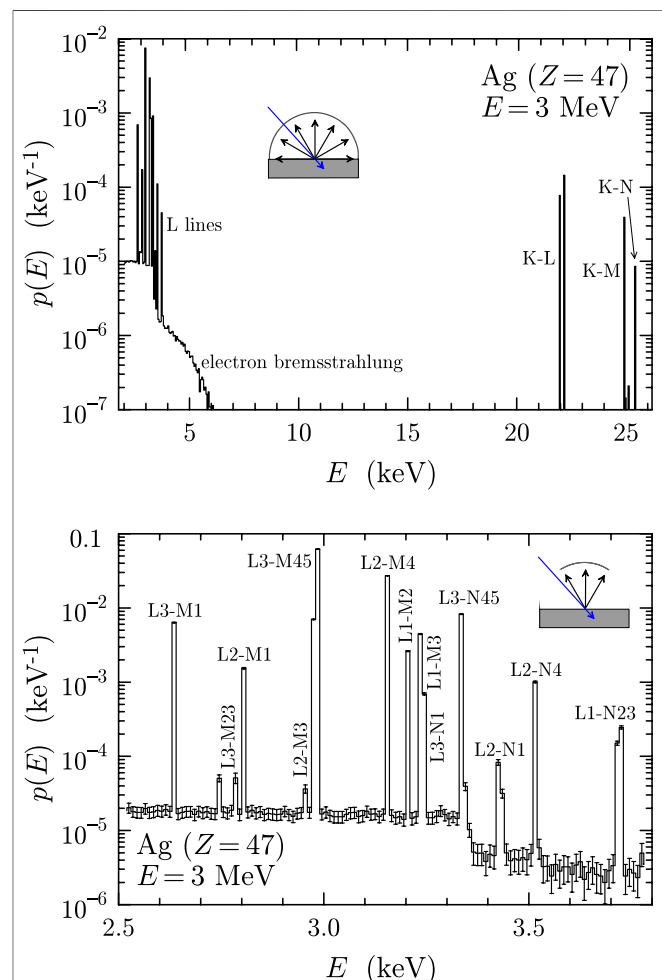 10⁻²
10⁻³
10⁻⁴
10⁻⁵
10⁻⁶
10⁻⁷
p(E) (keV⁻¹)
Ag (Z = 47)
E = 3 MeV
K-N
L lines
K-L
K-M
electron bremsstrahlung
5
10
15
20
25
E (keV)
0.1
10⁻²
10⁻³
10⁻⁴
10⁻⁵
10⁻⁶
p(E) (keV⁻¹)
L3-M45
L2-M4
L3-M1
L1-M2
L3-N45
L2-M1
L3-M23
L2-M3
L1-M3
L3-N1
L2-N4
L1-N23
L2-N1
Ag (Z = 47)
E = 3 MeV
2.5
3.0
3.5
E (keV)